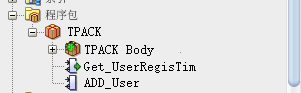 程序包
TPACK
TPACK Body
Get_UserRegisTim
ADD_User